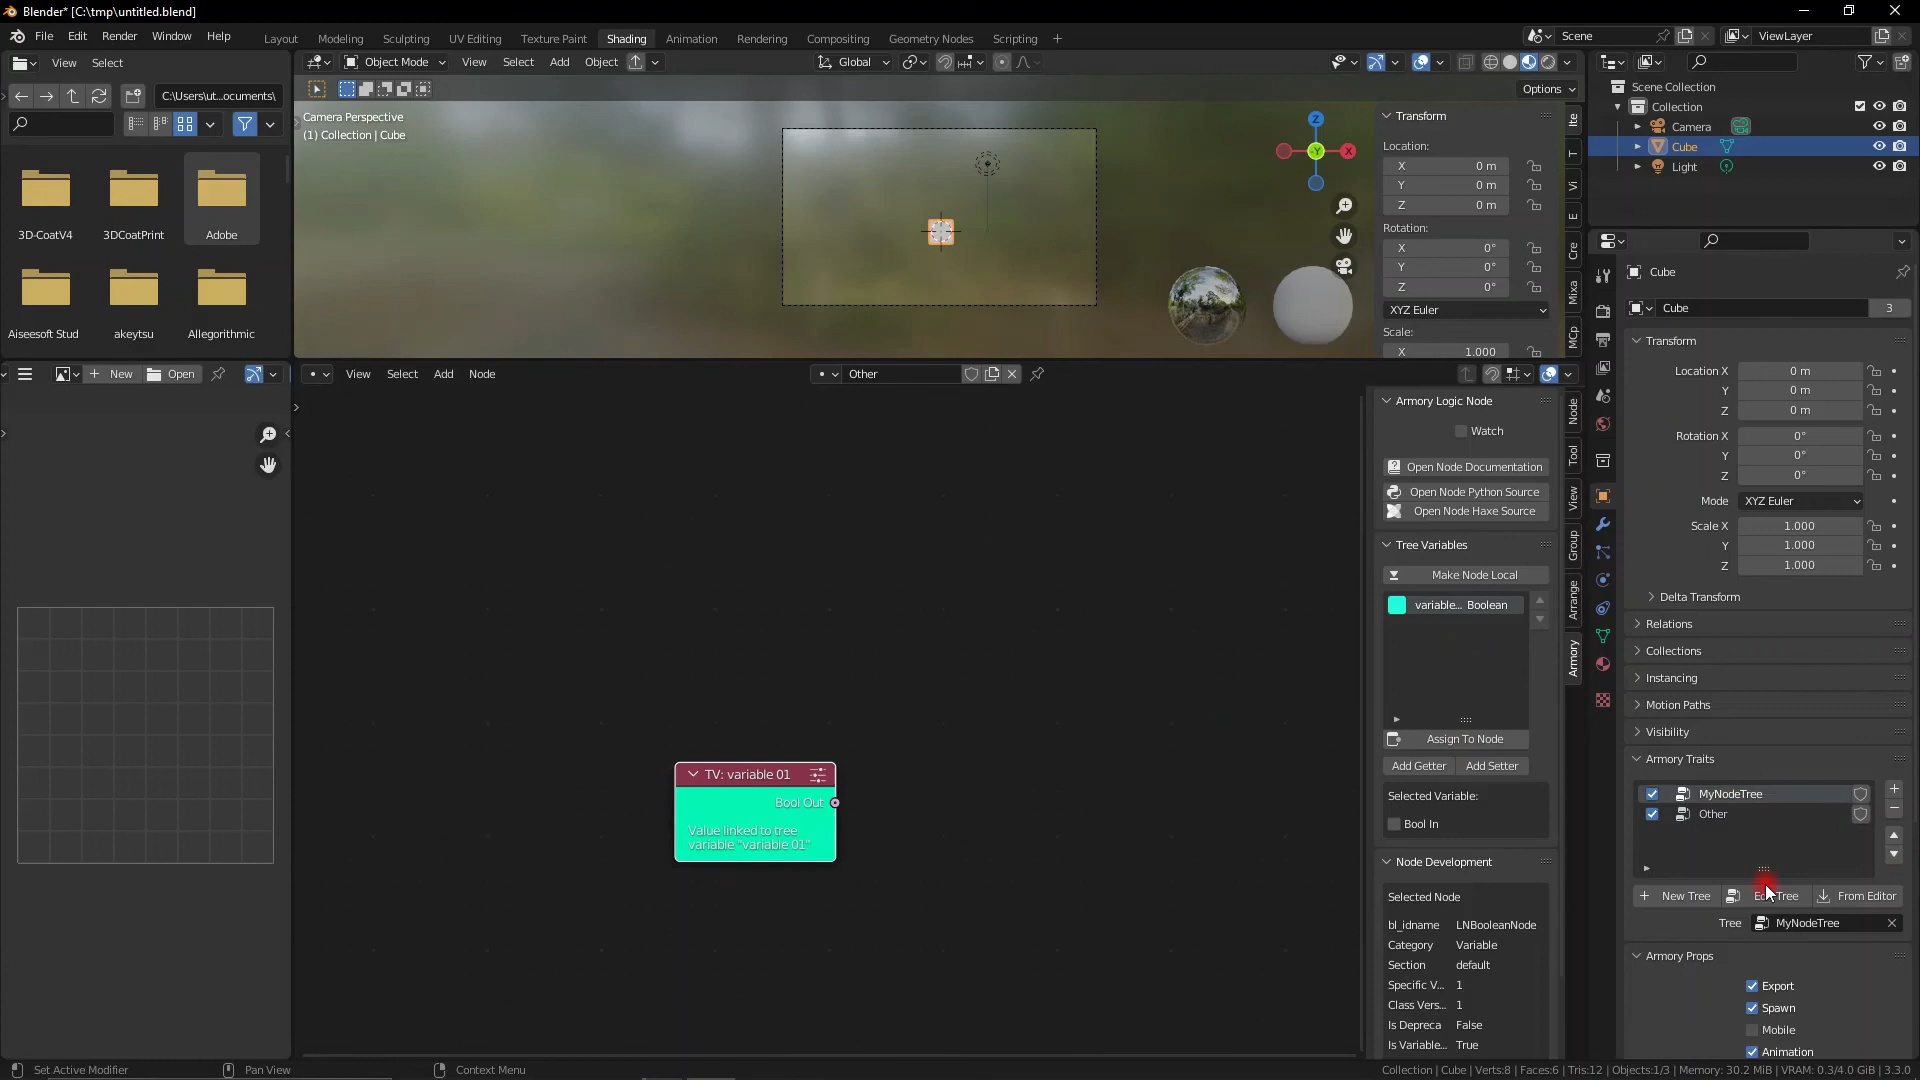 Blender* [C:\tmp\untitled.blend]
File Edit Render Window Help
Layout Modeling Sculpting UV Editing Texture Paint Shading Animation Rendering Compositing Geometry Nodes Scripting +
Scene
ViewLayer
View Select
Object Mode View Select Add Object Global
C:\Users\ut...ocuments\
Options
Camera Perspective
(1) Collection | Cube
3D-CoatV4 3DCoatPrint Adobe
Aiseesoft Stud akeytsu Allegorithmic
Z
-Y
X
Transform
Location:
X 0 m
Y 0 m
Z 0 m
Rotation:
X 0°
Y 0°
Z 0°
XYZ Euler
Scale:
X 1.000
Ite
T
Vi
E
Cre
Mixa
MCp
Scene Collection
Collection
Camera
Cube
Light
New Open
View Select Add Node
Other
Armory Logic Node
Watch
Open Node Documentation
Open Node Python Source
Open Node Haxe Source
Tree Variables
Make Node Local
variable... Boolean
Assign To Node
Add Getter Add Setter
Selected Variable:
Bool In
Node Development
Selected Node
bl_idname LNBooleanNode
Category Variable
Section default
Specific V... 1
Class Vers... 1
Is Depreca False
Is Variable... True
Node
Tool
View
Group
Arrange
Armory
TV: variable 01
Bool Out
Value linked to tree
variable "variable 01"
Cube
Cube 3
Transform
Location X 0 m
Y 0 m
Z 0 m
Rotation X 0°
Y 0°
Z 0°
Mode XYZ Euler
Scale X 1.000
Y 1.000
Z 1.000
Delta Transform
Relations
Collections
Instancing
Motion Paths
Visibility
Armory Traits
MyNodeTree
Other
New Tree Edit Tree From Editor
Tree MyNodeTree
Armory Props
Export
Spawn
Mobile
Animation
Set Active Modifier Pan View Context Menu
Collection | Cube | Verts:8 | Faces:6 | Tris:12 | Objects:1/3 | Memory: 30.2 MiB | VRAM: 0.3/4.0 GiB | 3.3.0